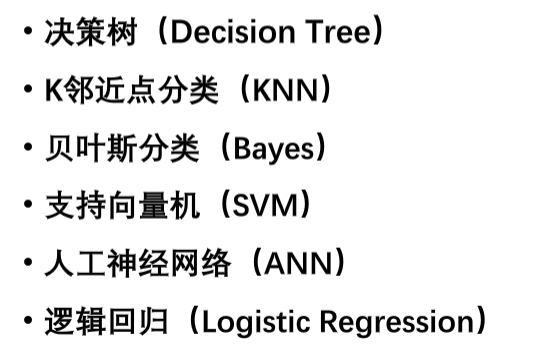 • 决策树（Decision Tree）
• K邻近点分类（KNN）
• 贝叶斯分类（Bayes）
• 支持向量机（SVM）
• 人工神经网络（ANN）
• 逻辑回归（Logistic Regression）